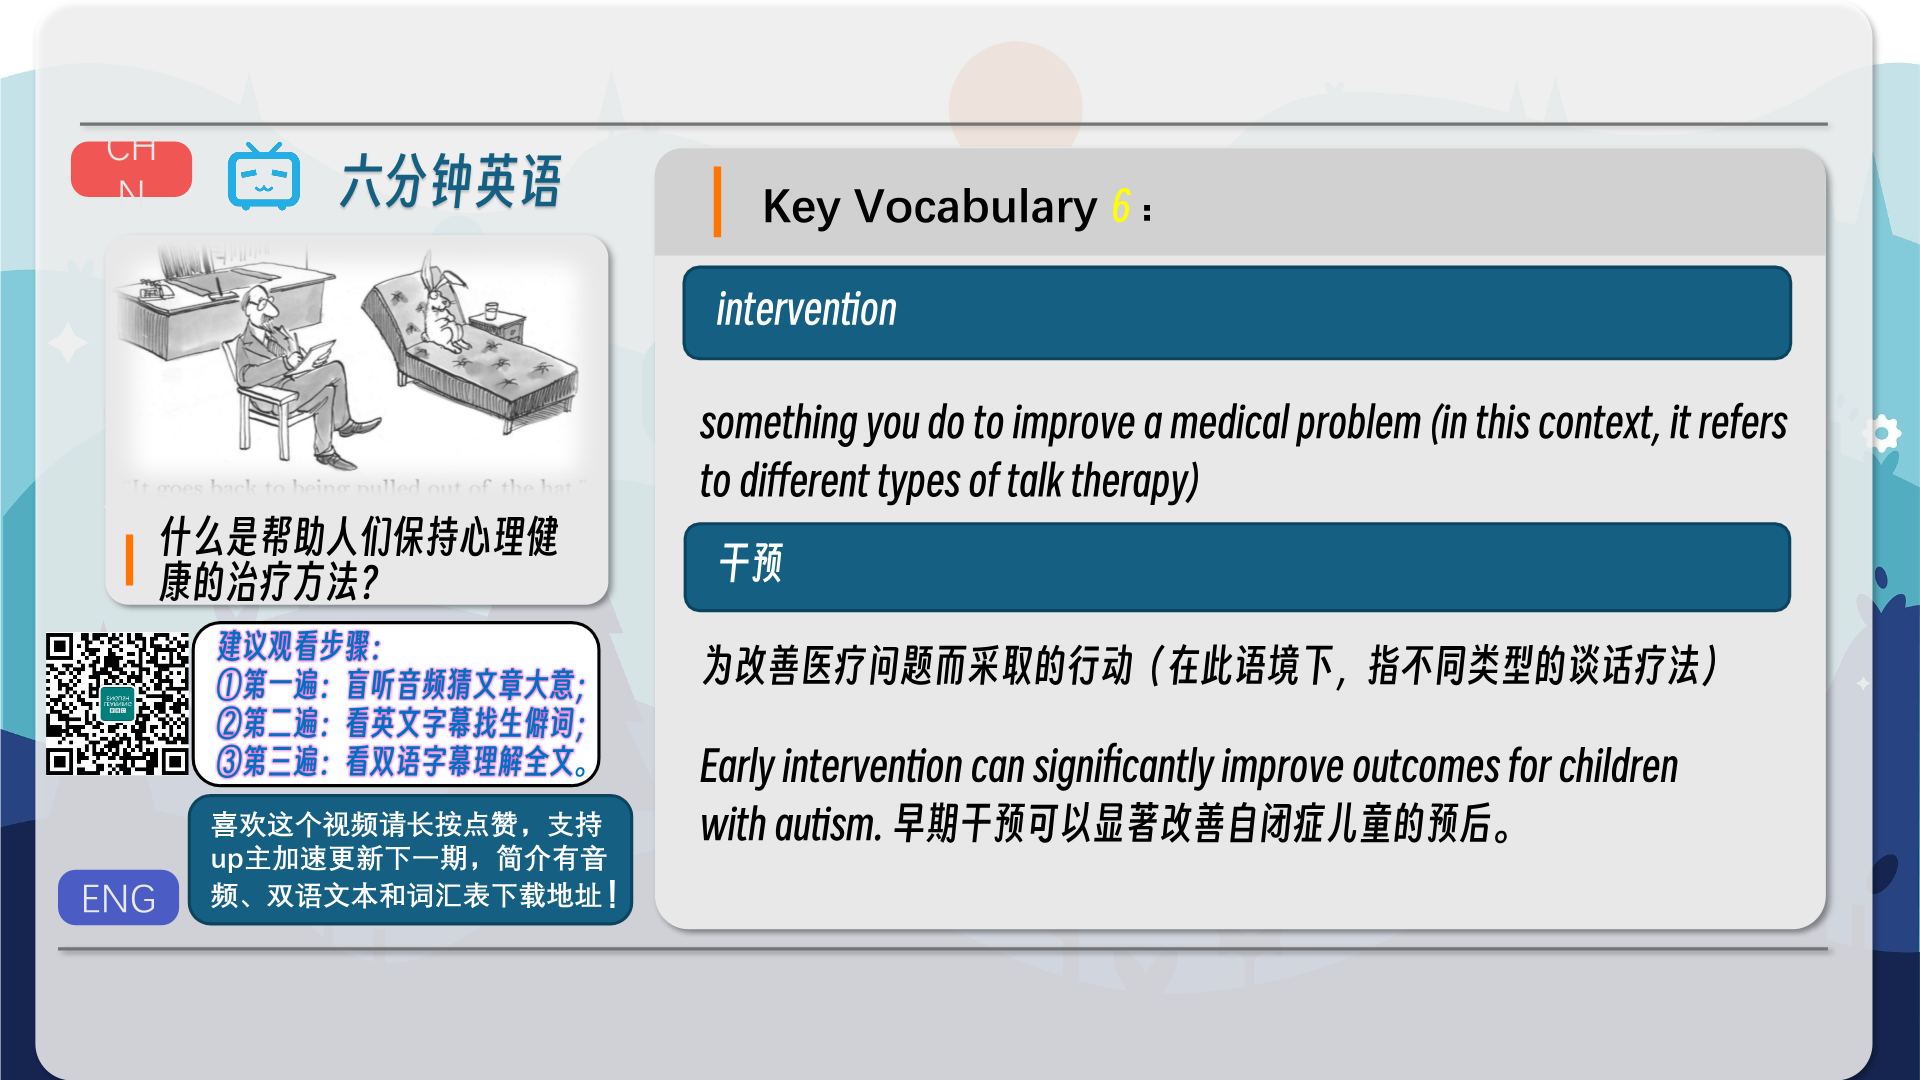 CH
N
六分钟英语
"It goes back to being pulled out of the hat."
什么是帮助人们保持心理健
康的治疗方法？
建议观看步骤：
①第一遍：盲听音频猜文章大意；
②第二遍：看英文字幕找生僻词；
③第三遍：看双语字幕理解全文。
喜欢这个视频请长按点赞，支持
up主加速更新下一期，简介有音
频、双语文本和词汇表下载地址！
ENG
Key Vocabulary 6：
intervention
something you do to improve a medical problem (in this context, it refers
to different types of talk therapy)
干预
为改善医疗问题而采取的行动（在此语境下，指不同类型的谈话疗法）
Early intervention can significantly improve outcomes for children
with autism. 早期干预可以显著改善自闭症儿童的预后。